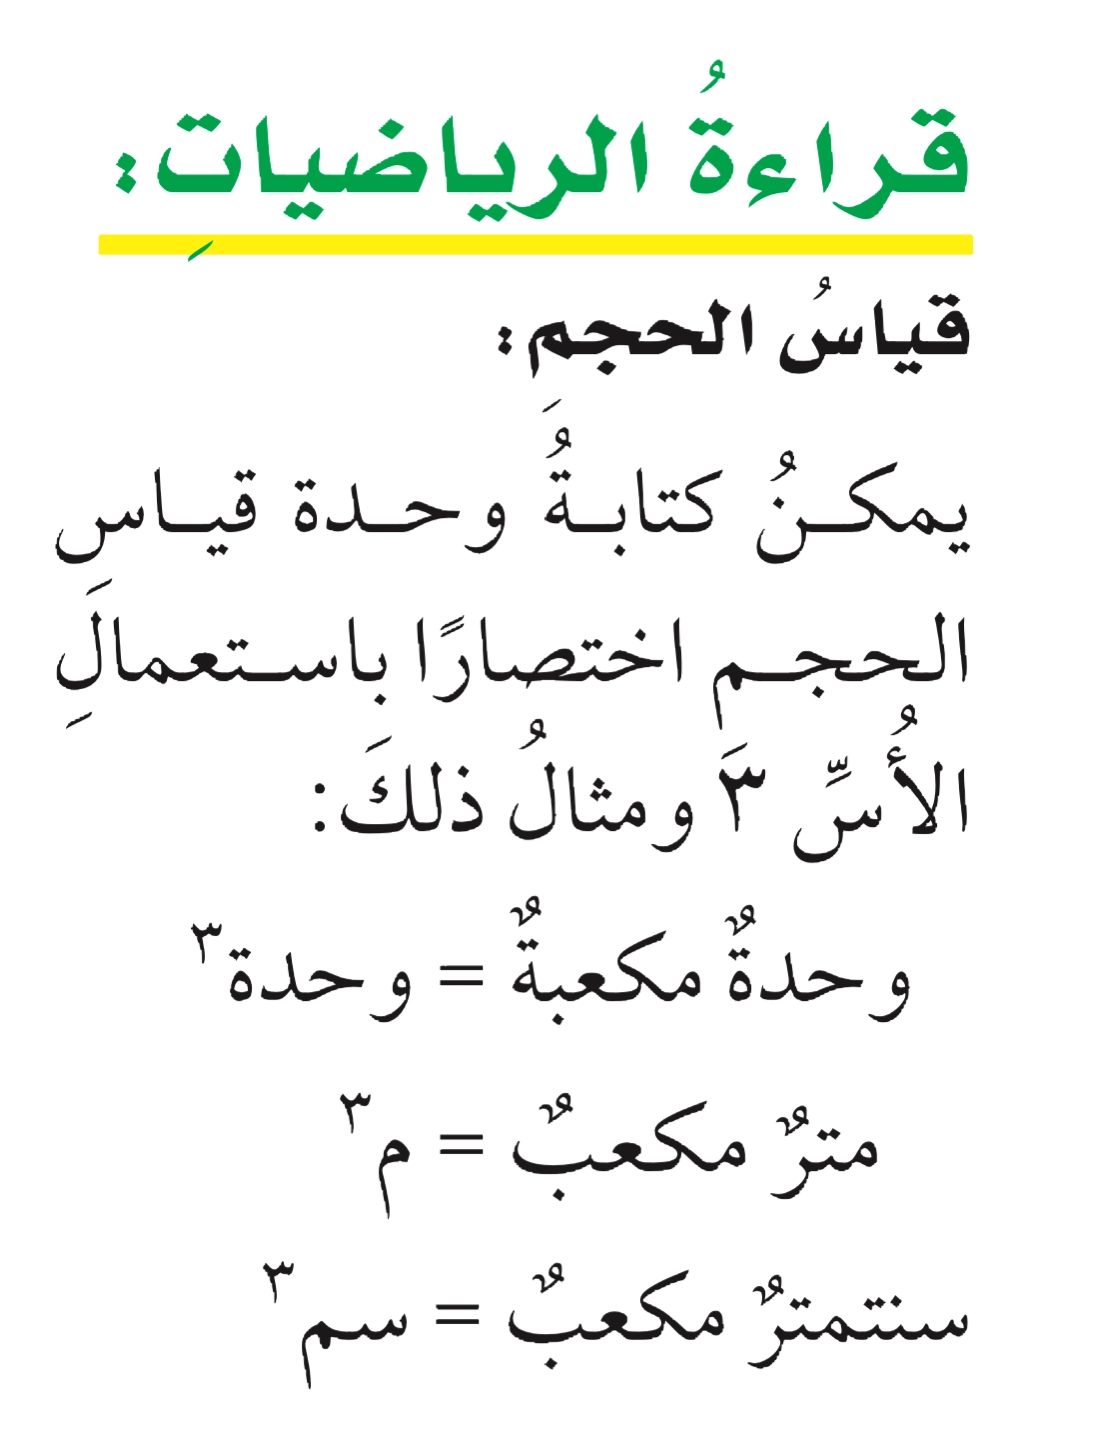 قراءةُ الرياضياتِ:
قياسُ الحجم:
يمكنُ كتابةَُ وحدة قياسِ
الحجم اختصارًا باستعمالَِ
الأُسِّ ٣َ ومثالُ ذلكَ:
وحدةٌ مكعبةٌ = وحدة٣
مترٌ مكعبٌ = م٣
سنتمترٌ مكعبٌ = سم٣